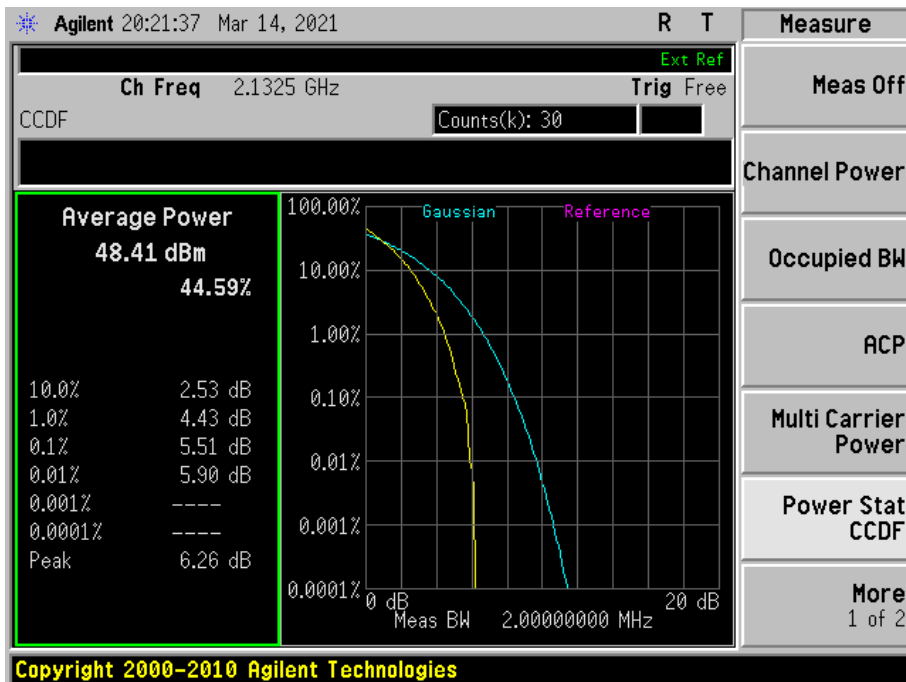 Agilent 20:21:37 Mar 14, 2021 R T
Measure
Ext Ref
Ch Freq 2.1325 GHz Trig Free
CCDF Counts(k): 30
Average Power
48.41 dBm
44.59%
10.0% 2.53 dB
1.0% 4.43 dB
0.1% 5.51 dB
0.01% 5.90 dB
0.001% ----
0.0001% ----
Peak 6.26 dB
Gaussian Reference
100.00%
10.00%
1.00%
0.10%
0.01%
0.001%
0.0001%
0 dB 20 dB
Meas BW 2.00000000 MHz
Meas Off
Channel Power
Occupied BW
ACP
Multi Carrier
Power
Power Stat
CCDF
More
1 of 2
Copyright 2000-2010 Agilent Technologies